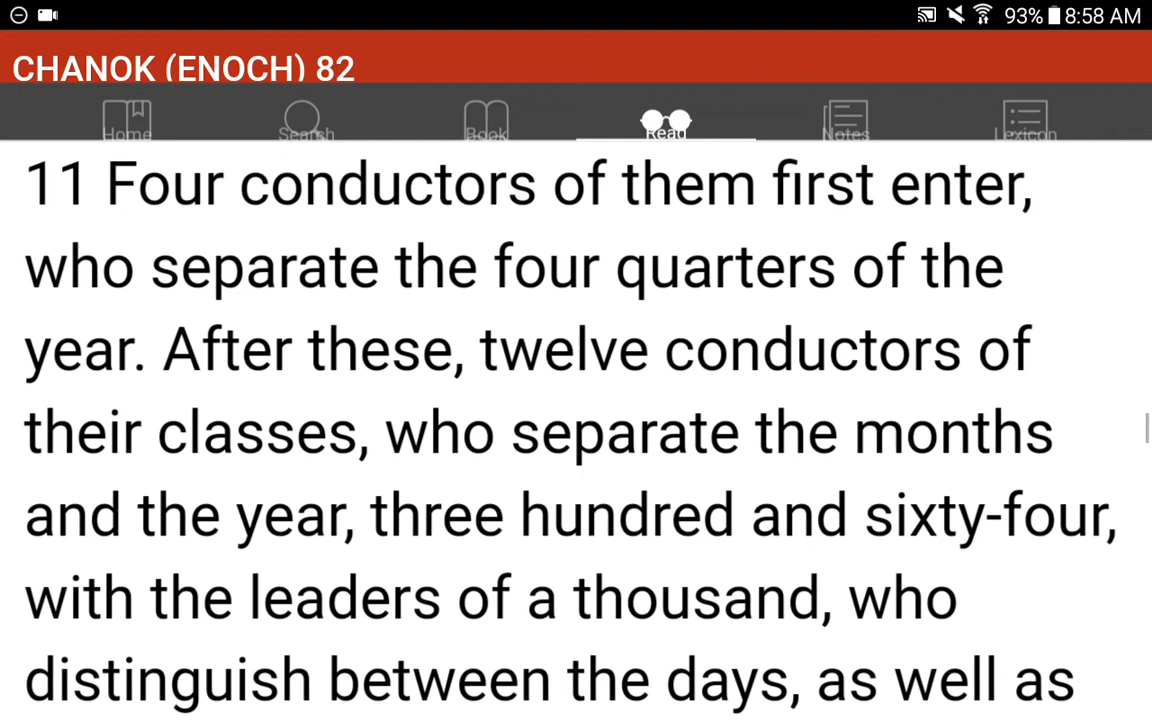 93% 8:58 AM
CHANOK (ENOCH) 82
Home Search Book Read Notes Lexicon
11 Four conductors of them first enter,
who separate the four quarters of the
year. After these, twelve conductors of
their classes, who separate the months
and the year, three hundred and sixty-four,
with the leaders of a thousand, who
distinguish between the days, as well as